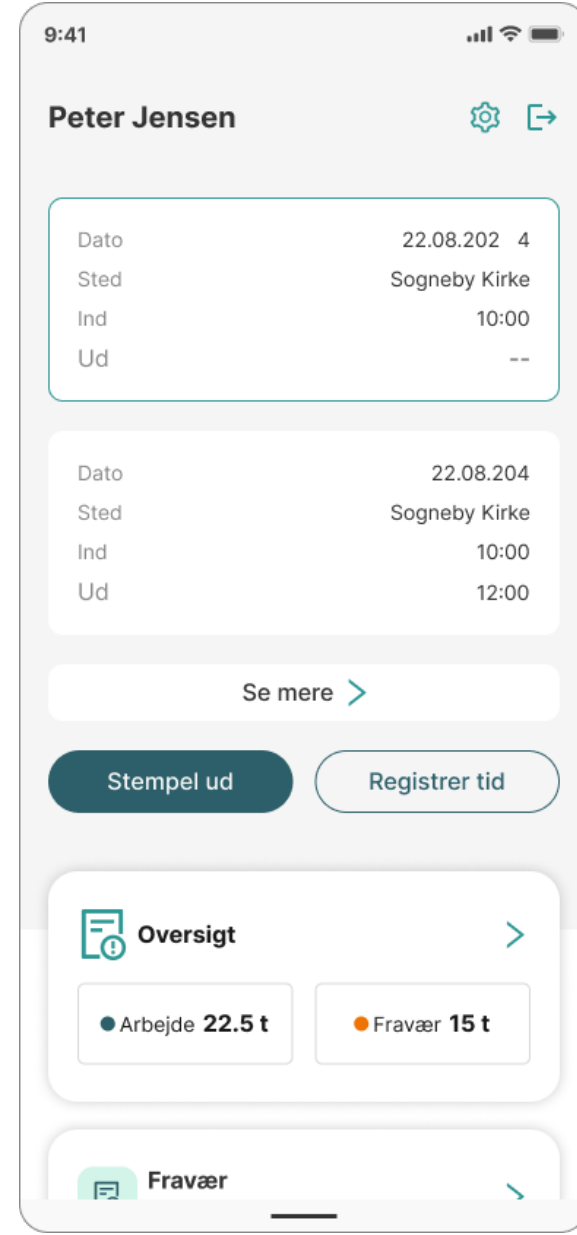 9:41
Peter Jensen
Dato 22.08.202 4
Sted Sogneby Kirke
Ind 10:00
Ud --
Dato 22.08.204
Sted Sogneby Kirke
Ind 10:00
Ud 12:00
Se mere
Stempel ud Registrer tid
Oversigt
Arbejde 22.5 t Fravær 15 t
Fravær